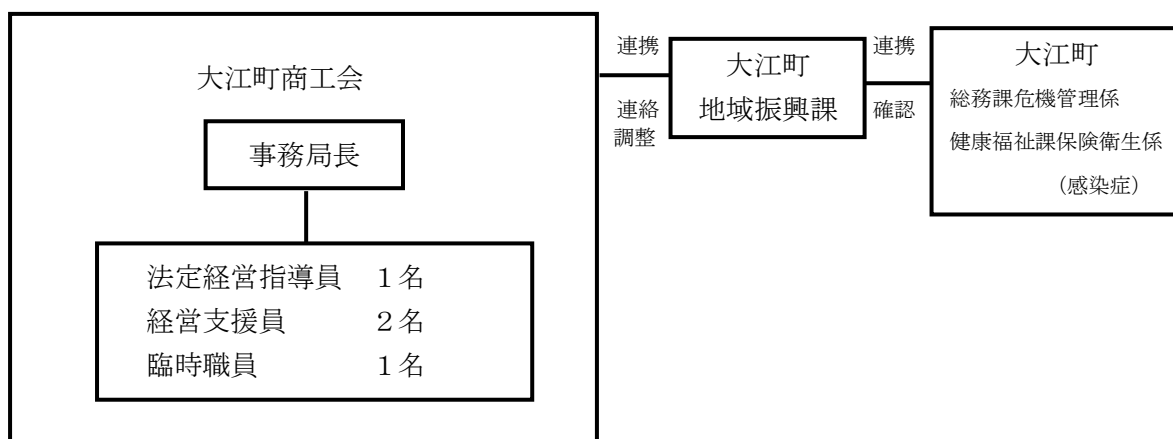 大江町商工会
事務局長
法定経営指導員　１名
経営支援員　２名
臨時職員　１名
連携
連絡
調整
大江町
地域振興課
連携
確認
大江町
総務課危機管理係
健康福祉課保険衛生係
（感染症）